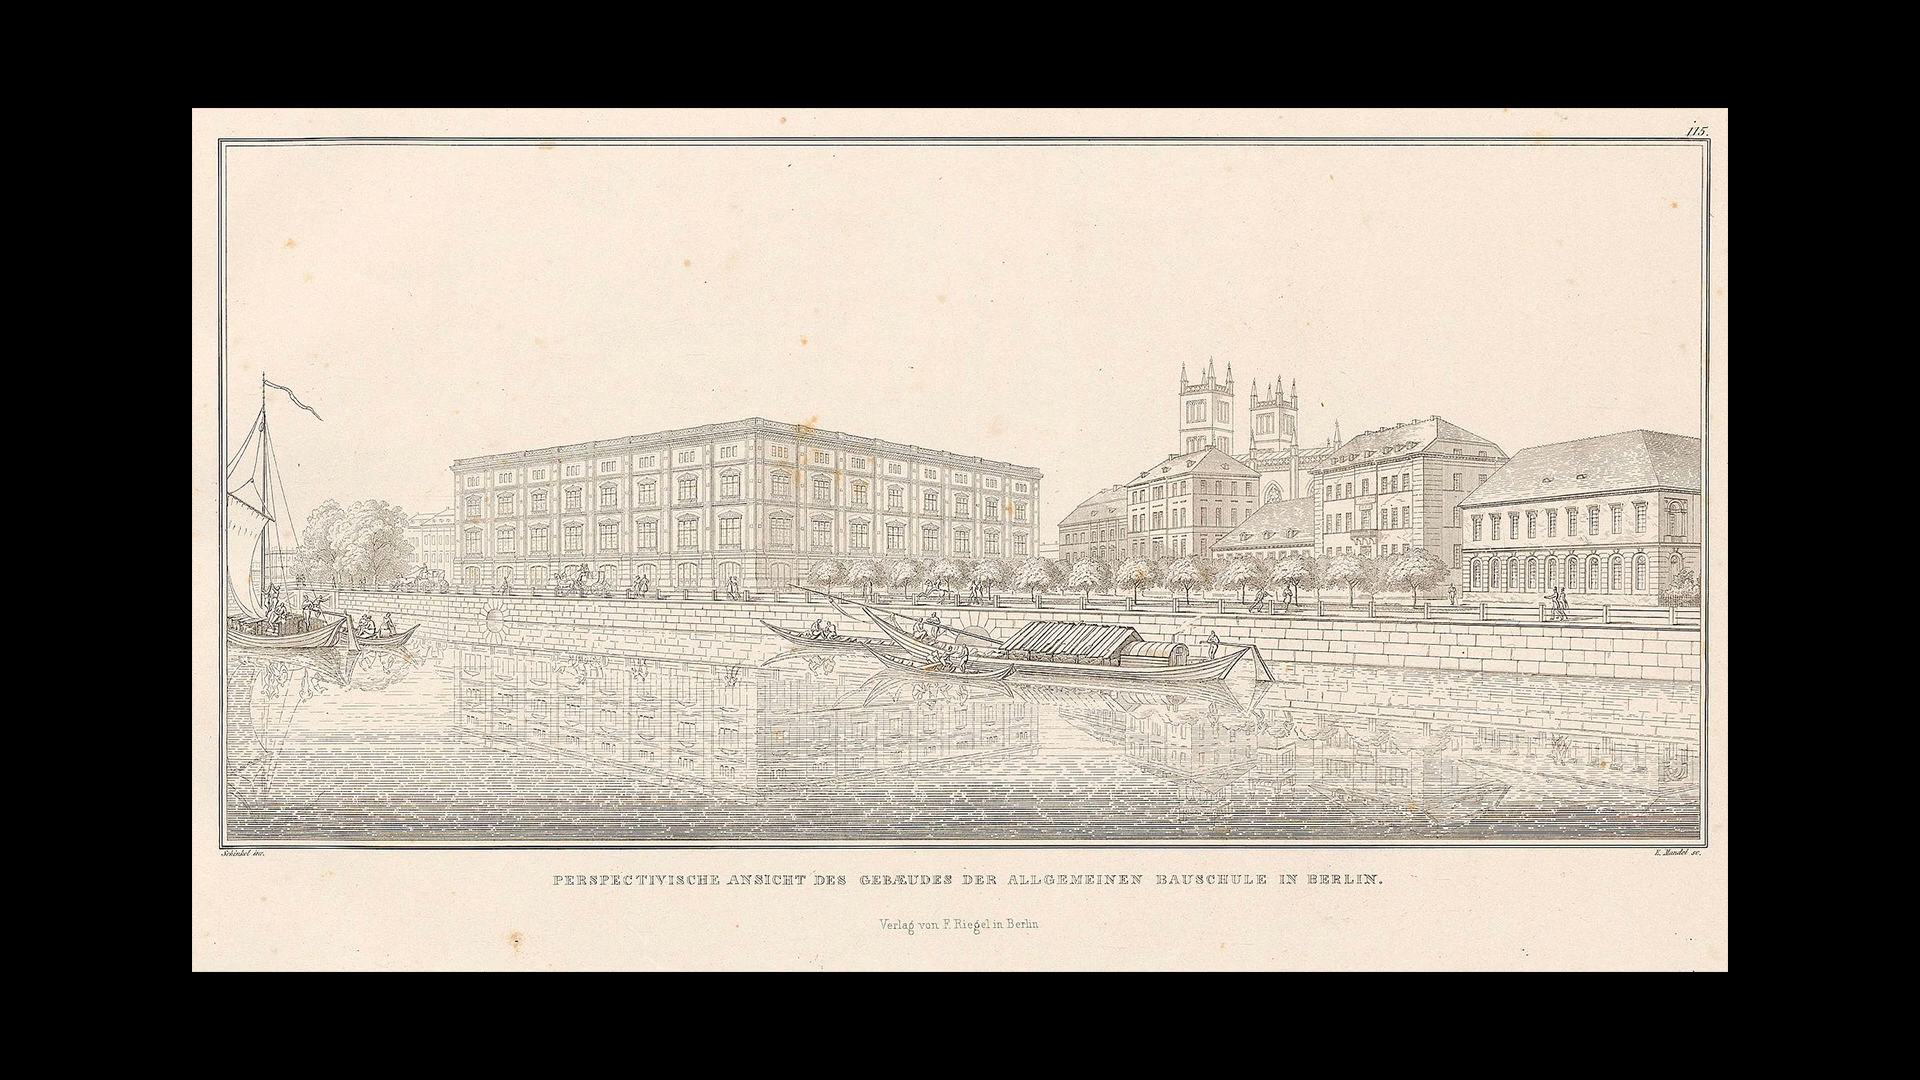 115.
Schinkel inv.
E. Mandel sc.
PERSPECTIVISCHE ANSICHT DES GEBÆUDES DER ALLGEMEINEN BAUSCHULE IN BERLIN.
Verlag von F. Riegel in Berlin